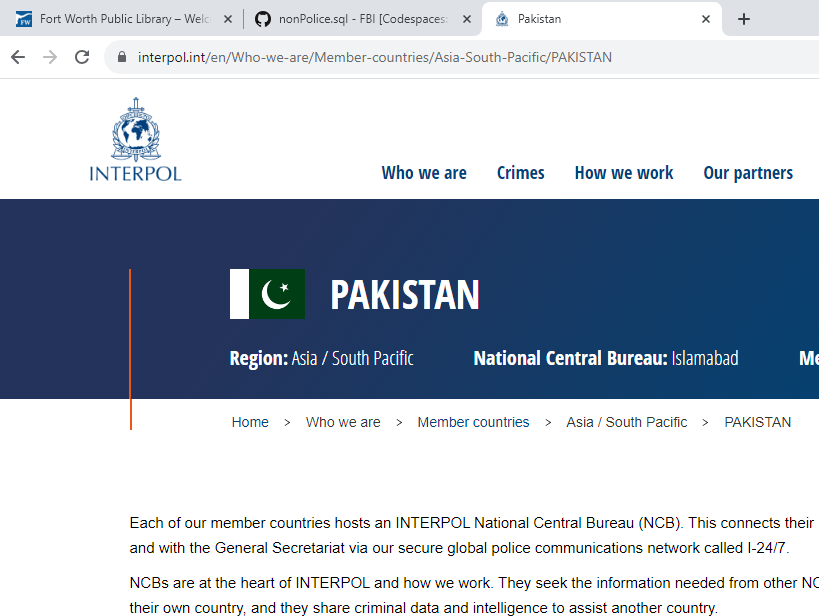 Fort Worth Public Library – Welc
nonPolice.sql - FBI [Codespaces:
Pakistan
interpol.int/en/Who-we-are/Member-countries/Asia-South-Pacific/PAKISTAN
INTERPOL
Who we are Crimes How we work Our partners
PAKISTAN
Region: Asia / South Pacific National Central Bureau: Islamabad Me
Home > Who we are > Member countries > Asia / South Pacific > PAKISTAN
Each of our member countries hosts an INTERPOL National Central Bureau (NCB). This connects their
and with the General Secretariat via our secure global police communications network called I-24/7.
NCBs are at the heart of INTERPOL and how we work. They seek the information needed from other NC
their own country, and they share criminal data and intelligence to assist another country.